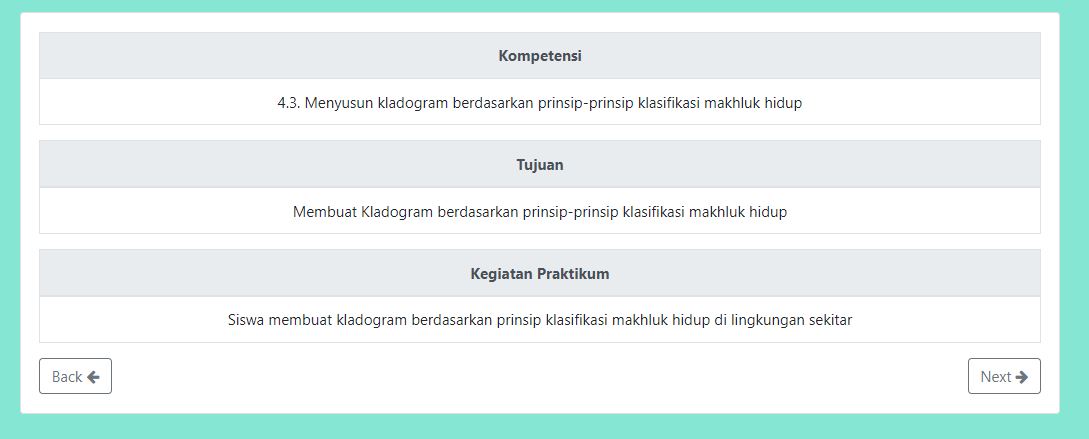 Kompetensi
4.3. Menyusun kladogram berdasarkan prinsip-prinsip klasifikasi makhluk hidup
Tujuan
Membuat Kladogram berdasarkan prinsip-prinsip klasifikasi makhluk hidup
Kegiatan Praktikum
Siswa membuat kladogram berdasarkan prinsip klasifikasi makhluk hidup di lingkungan sekitar
Back
Next